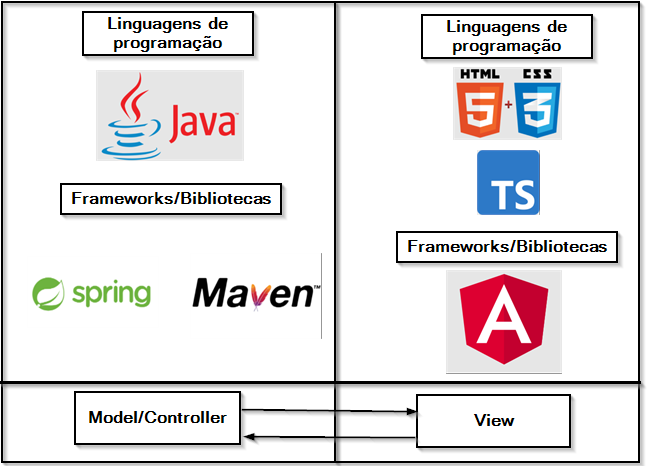 Linguagens de
programação
Java™
Frameworks/Bibliotecas
spring
Maven™
Model/Controller
Linguagens de
programação
HTML CSS
5 + 3
TS
Frameworks/Bibliotecas
A
View